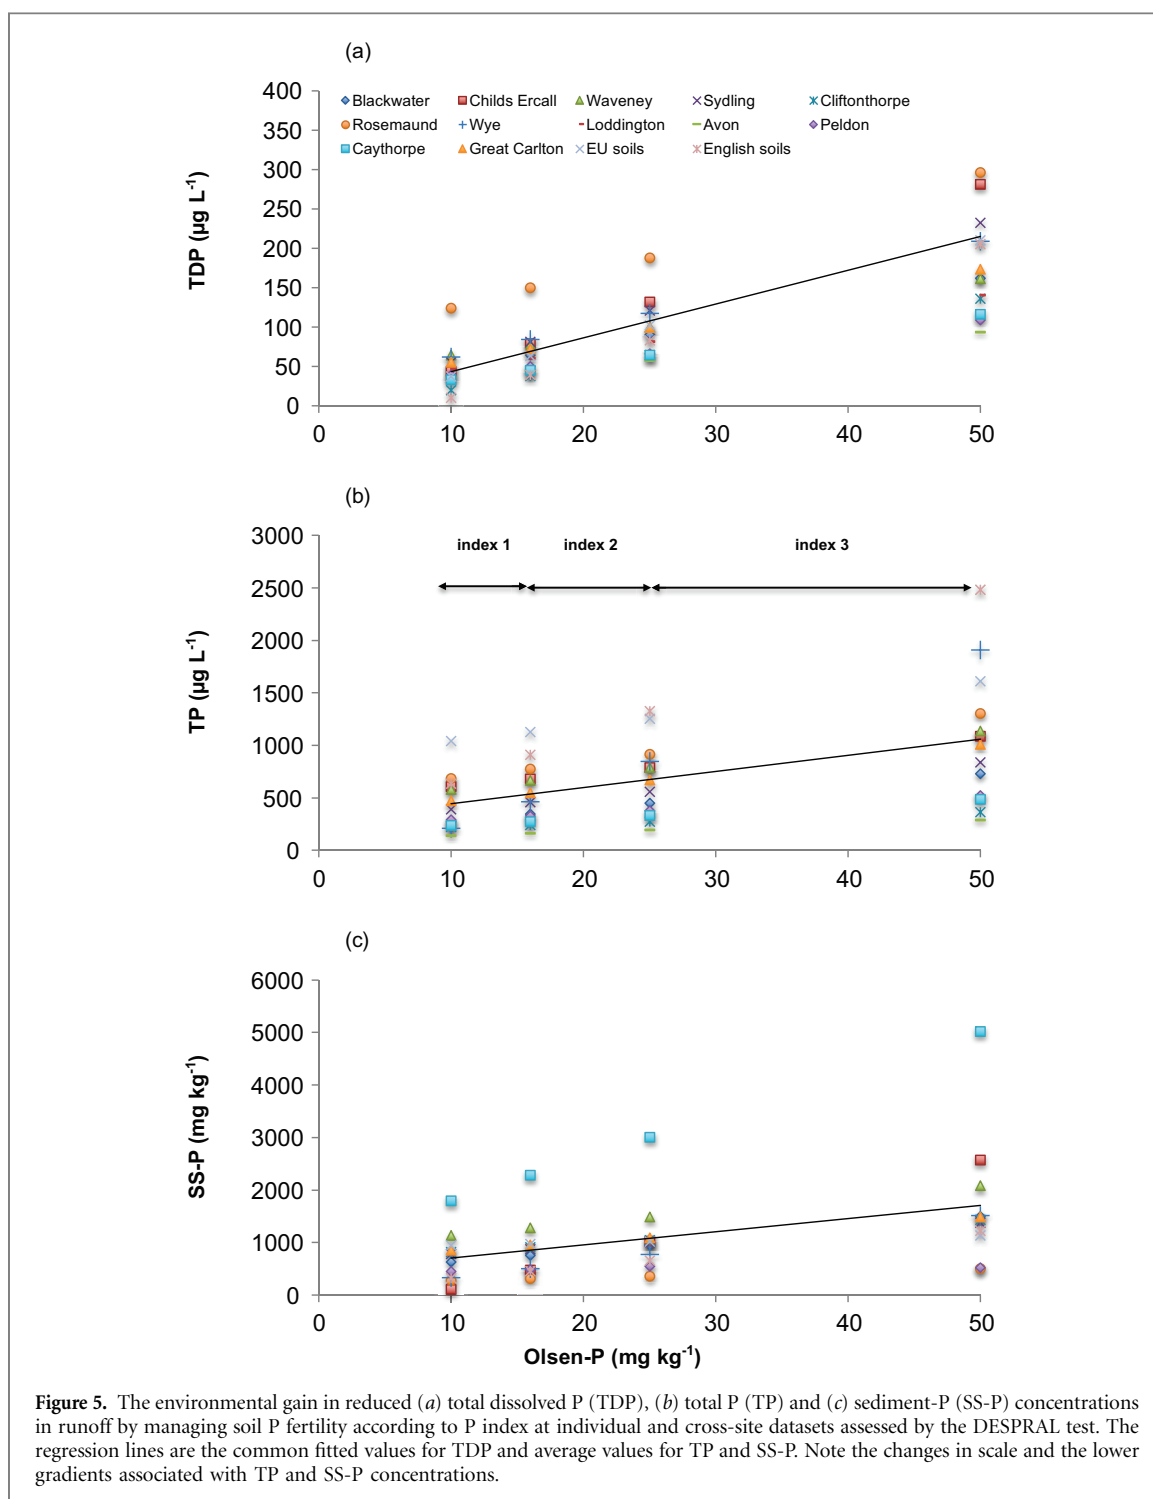 (a)
TDP (µg L-1)
400
350
300
250
200
150
100
50
0
Blackwater Childs Ercall Waveney Sydling Cliftonthorpe
Rosemaund Wye Loddington Avon Peldon
Caythorpe Great Carlton EU soils English soils
0 10 20 30 40 50
(b)
TP (µg L-1)
3000
2500
2000
1500
1000
500
0
index 1 index 2 index 3
0 10 20 30 40 50
(c)
SS-P (mg kg-1)
6000
5000
4000
3000
2000
1000
0
0 10 20 30 40 50
Olsen-P (mg kg-1)
Figure 5. The environmental gain in reduced (a) total dissolved P (TDP), (b) total P (TP) and (c) sediment-P (SS-P) concentrations
in runoff by managing soil P fertility according to P index at individual and cross-site datasets assessed by the DESPRAL test. The
regression lines are the common fitted values for TDP and average values for TP and SS-P. Note the changes in scale and the lower
gradients associated with TP and SS-P concentrations.